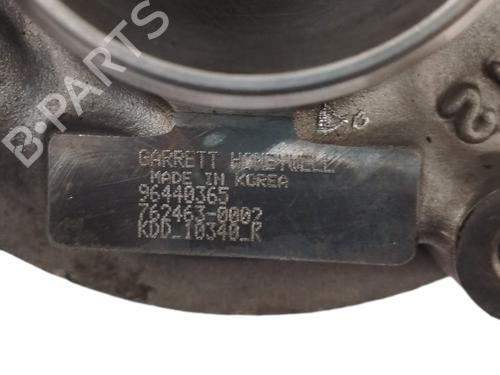 B-PARTS
GARRETT HONEYWELL
MADE IN KOREA
96440365
762463-0002
KDD_10340_R